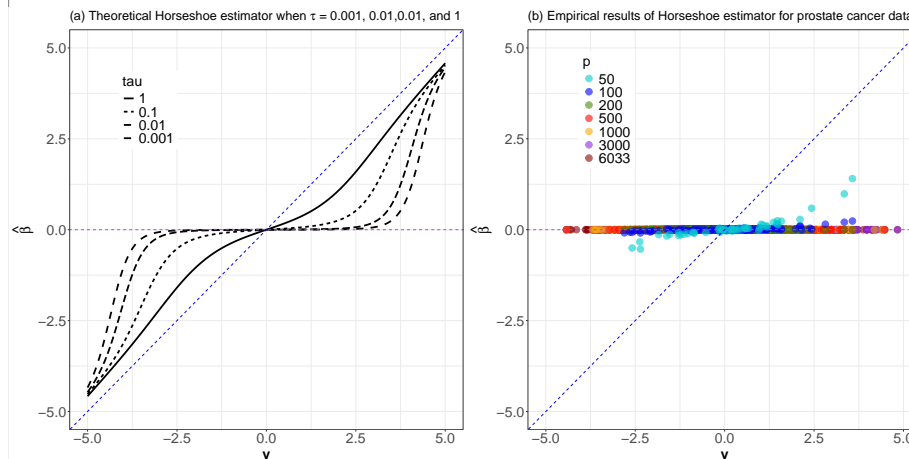 (a) Theoretical Horseshoe estimator when τ = 0.001, 0.01,0.01, and 1
5.0
2.5
0.0
−2.5
−5.0
β̂
tau
1
0.1
0.01
0.001
−5.0 −2.5 0.0 2.5 5.0
y
(b) Empirical results of Horseshoe estimator for prostate cancer data
5.0
2.5
0.0
−2.5
−5.0
β̂
p
50
100
200
500
1000
3000
6033
−5.0 −2.5 0.0 2.5 5.0
y